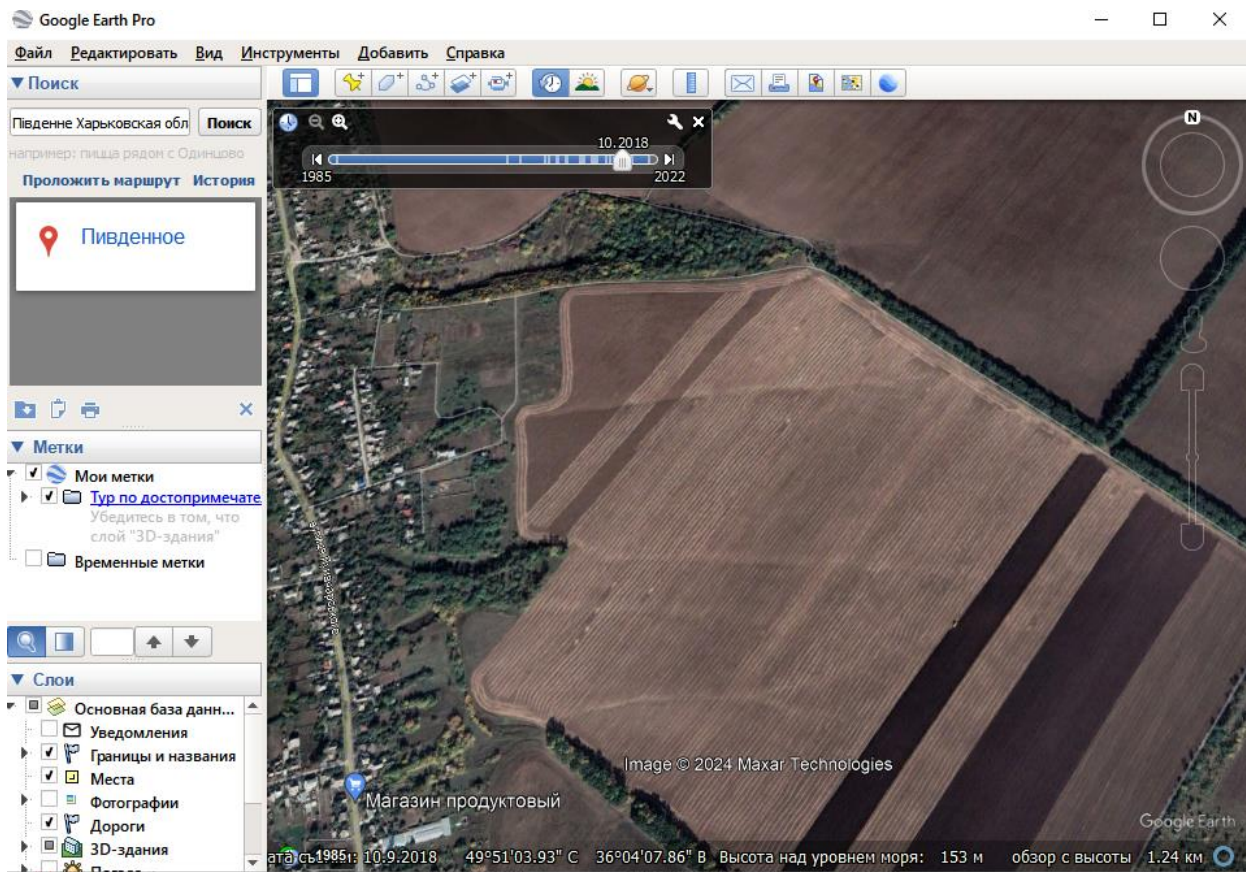 Google Earth Pro
Файл Редактировать Вид Инструменты Добавить Справка
Поиск
Південне Харьковская обл Поиск
например: пицца рядом с Одинцово
Проложить маршрут История
Пивденное
Метки
Мои метки
Тур по достопримечате
Убедитесь в том, что
слой "3D-здания"
Временные метки
Слои
Основная база данн...
Уведомления
Границы и названия
Места
Фотографии
Дороги
3D-здания
10.2018
1985 2022
N
Магазин продуктовый
Image © 2024 Maxar Technologies
Google Earth
1985 10.9.2018 49°51'03.93" С 36°04'07.86" В Высота над уровнем моря: 153 м обзор с высоты 1.24 км